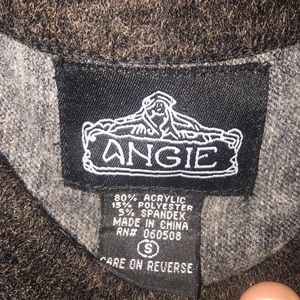 ANGIE
80% ACRYLIC
15% POLYESTER
5% SPANDEX
MADE IN CHINA
RN# 060508
S
CARE ON REVERSE